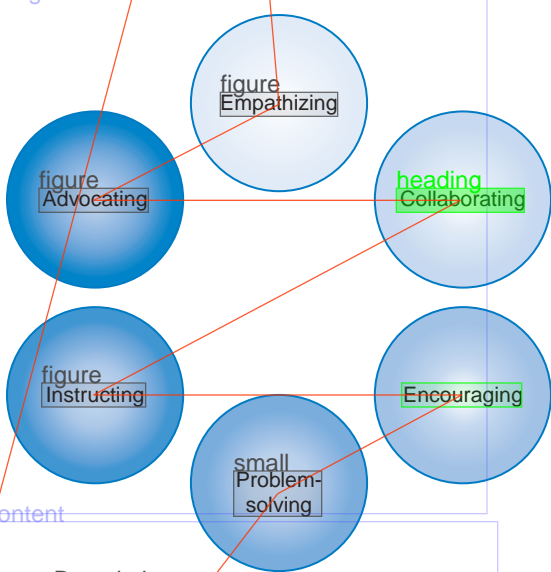 figure
Empathizing
figure
Advocating
heading
Collaborating
figure
Instructing
Encouraging
small
Problem-
solving
ontent